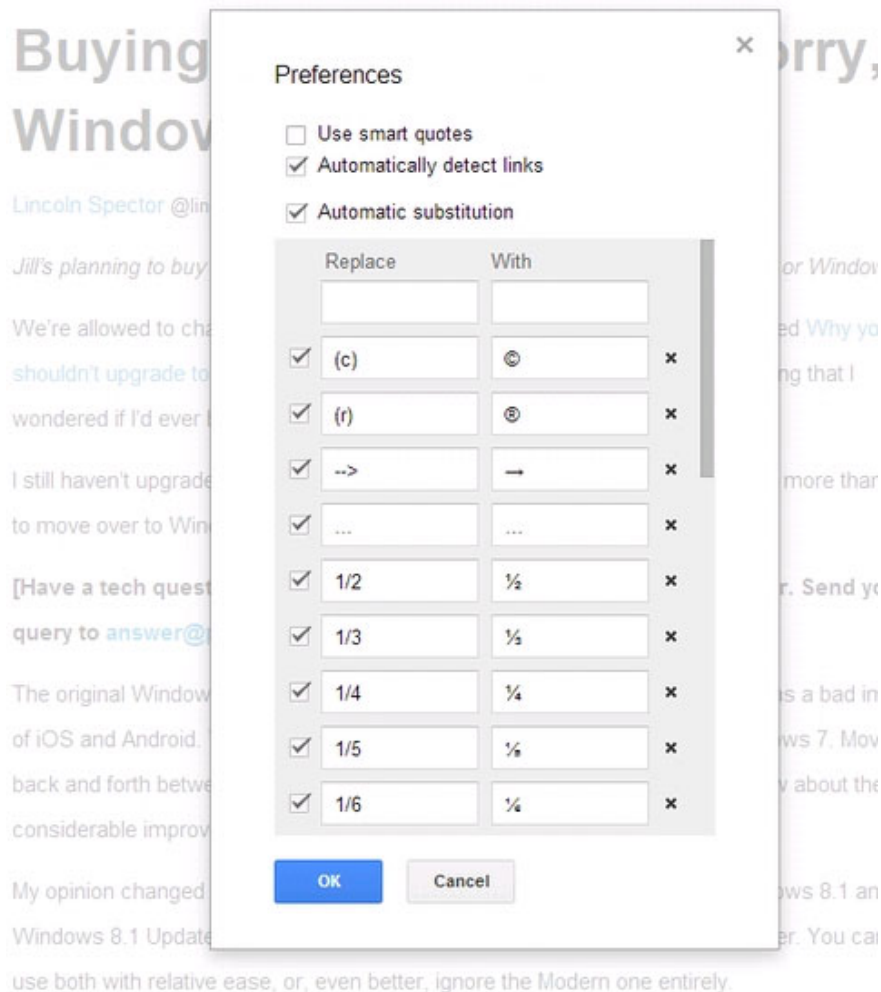 Buying orry,
Window
Preferences
Use smart quotes
Automatically detect links
Lincoln Spector @lin
Automatic substitution
Replace With
Jill's planning to buy or Window
We're allowed to cha ed Why yo
(c) ©
shouldn't upgrade to ng that I
wondered if I'd ever b
(r) ®
--> →
I still haven't upgrade more than
to move over to Win
... …
[Have a tech quest r. Send yo
1/2 ½
query to answer@p
1/3 ⅓
The original Window s a bad im
1/4 ¼
of iOS and Android. ws 7. Mov
1/5 ⅕
back and forth betwe about the
1/6 ⅙
considerable improv
OK Cancel
My opinion changed ws 8.1 an
Windows 8.1 Update er. You can
use both with relative ease, or, even better, ignore the Modern one entirely.